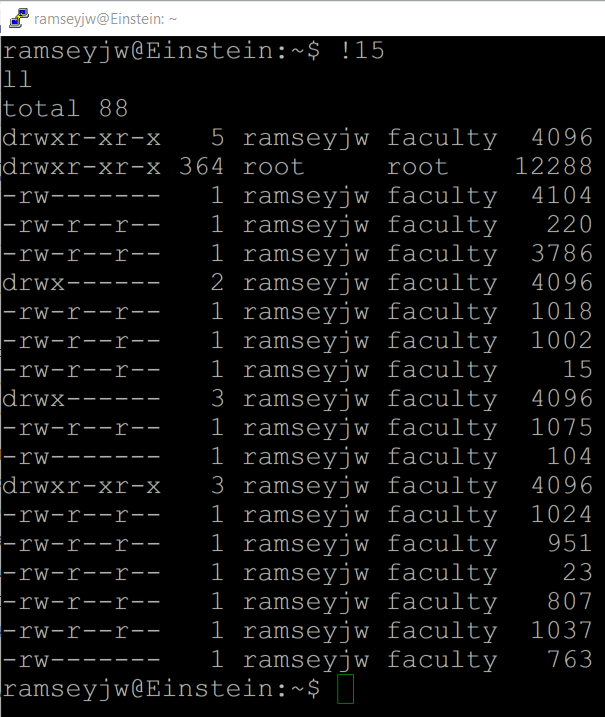 ramseyjw@Einstein: ~
ramseyjw@Einstein:~$ !15
ll
total 88
drwxr-xr-x   5 ramseyjw faculty  4096
drwxr-xr-x 364 root     root    12288
-rw-------   1 ramseyjw faculty  4104
-rw-r--r--   1 ramseyjw faculty   220
-rw-r--r--   1 ramseyjw faculty  3786
drwx------   2 ramseyjw faculty  4096
-rw-r--r--   1 ramseyjw faculty  1018
-rw-r--r--   1 ramseyjw faculty  1002
-rw-r--r--   1 ramseyjw faculty    15
drwx------   3 ramseyjw faculty  4096
-rw-r--r--   1 ramseyjw faculty  1075
-rw-------   1 ramseyjw faculty   104
drwxr-xr-x   3 ramseyjw faculty  4096
-rw-r--r--   1 ramseyjw faculty  1024
-rw-r--r--   1 ramseyjw faculty   951
-rw-r--r--   1 ramseyjw faculty    23
-rw-r--r--   1 ramseyjw faculty   807
-rw-r--r--   1 ramseyjw faculty  1037
-rw-------   1 ramseyjw faculty   763
ramseyjw@Einstein:~$